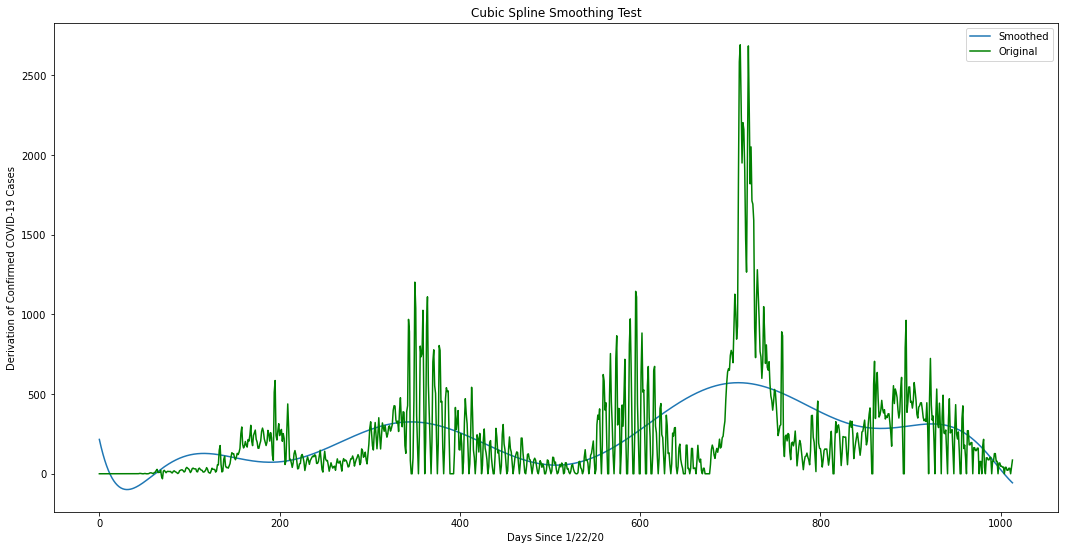 Cubic Spline Smoothing Test
Smoothed
Original
Derivation of Confirmed COVID-19 Cases
2500
2000
1500
1000
500
0
0 200 400 600 800 1000
Days Since 1/22/20